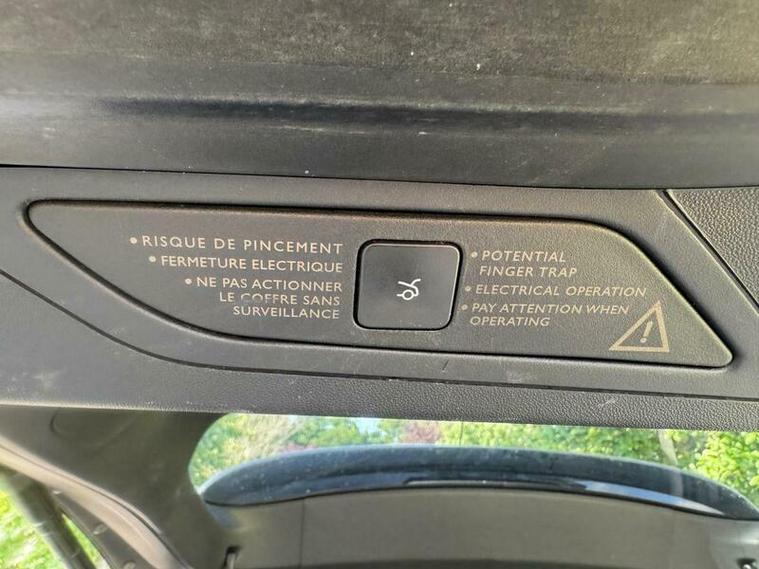 • RISQUE DE PINCEMENT
• FERMETURE ELECTRIQUE
• NE PAS ACTIONNER
LE COFFRE SANS
SURVEILLANCE
• POTENTIAL
FINGER TRAP
• ELECTRICAL OPERATION
• PAY ATTENTION WHEN
OPERATING
!